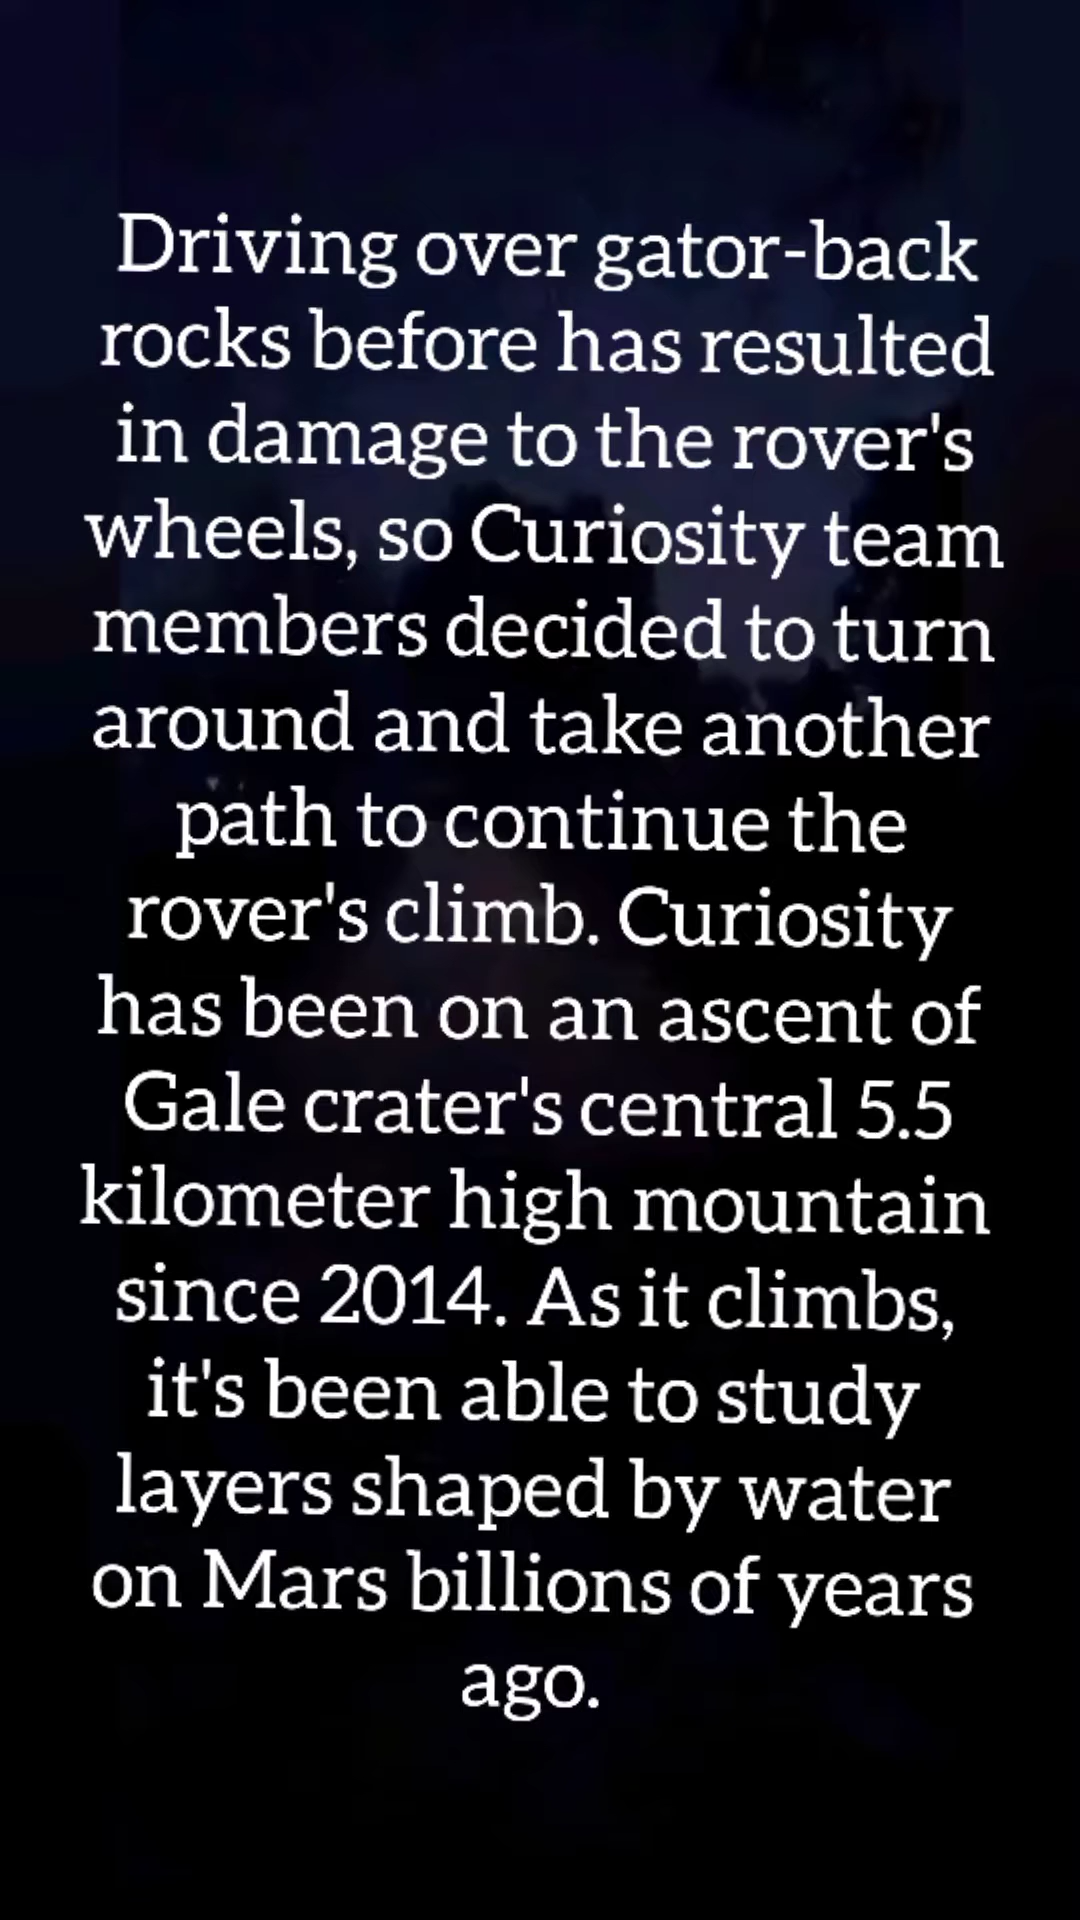 Driving over gator-back
rocks before has resulted
in damage to the rover's
wheels, so Curiosity team
members decided to turn
around and take another
path to continue the
rover's climb. Curiosity
has been on an ascent of
Gale crater's central 5.5
kilometer high mountain
since 2014. As it climbs,
it's been able to study
layers shaped by water
on Mars billions of years
ago.